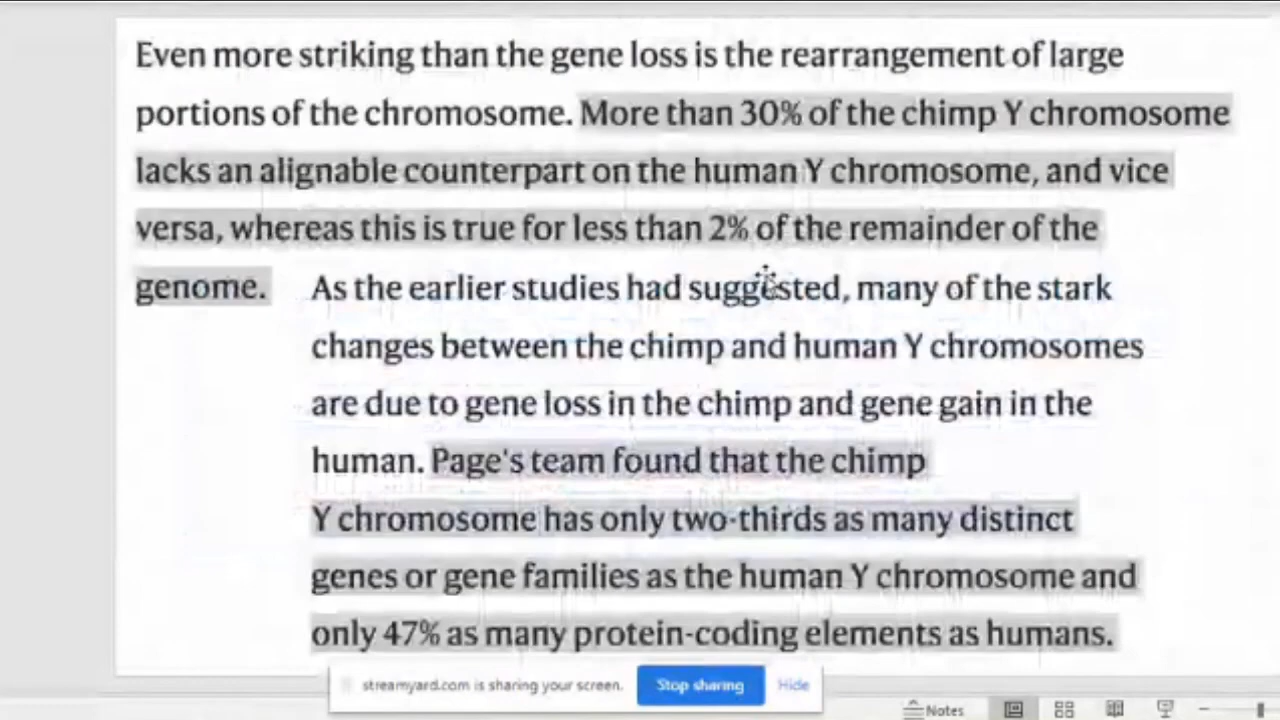 Even more striking than the gene loss is the rearrangement of large
portions of the chromosome. More than 30% of the chimp Y chromosome
lacks an alignable counterpart on the human Y chromosome, and vice
versa, whereas this is true for less than 2% of the remainder of the
genome. As the earlier studies had suggested, many of the stark
changes between the chimp and human Y chromosomes
are due to gene loss in the chimp and gene gain in the
human. Page's team found that the chimp
Y chromosome has only two-thirds as many distinct
genes or gene families as the human Y chromosome and
only 47% as many protein-coding elements as humans.
streamyard.com is sharing your screen. Stop sharing Hide
Notes